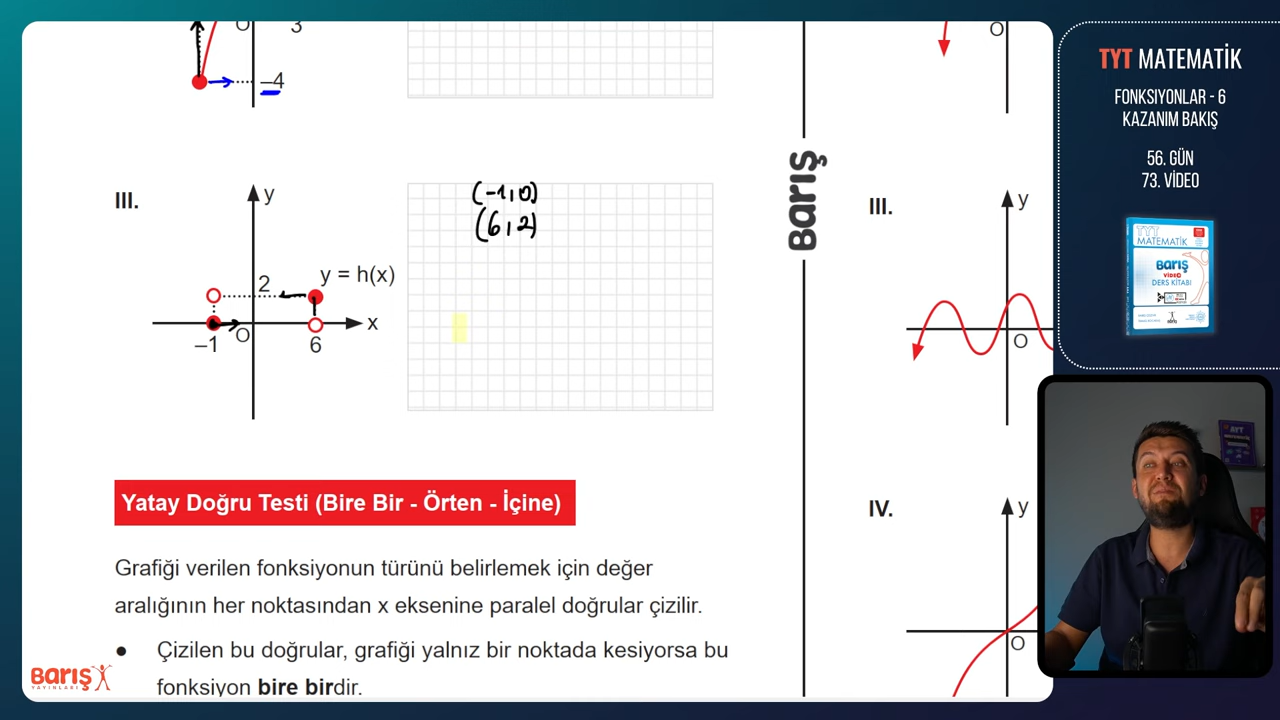 O
3
–4
III.
y
2
y = h(x)
x
O
–1
6
(-1,0)
(6,2)
Yatay Doğru Testi (Bire Bir - Örten - İçine)
Grafiği verilen fonksiyonun türünü belirlemek için değer
aralığının her noktasından x eksenine paralel doğrular çizilir.
● Çizilen bu doğrular, grafiği yalnız bir noktada kesiyorsa bu
fonksiyon bire birdir.
BARIŞ
YAYINLARI
Barış
O
III.
y
O
IV.
y
O
TYT MATEMATİK
FONKSIYONLAR - 6
KAZANIM BAKIŞ
56. GÜN
73. VİDEO
TYT
MATEMATİK
BARIŞ
VİDEO
DERS KİTABI
AYT